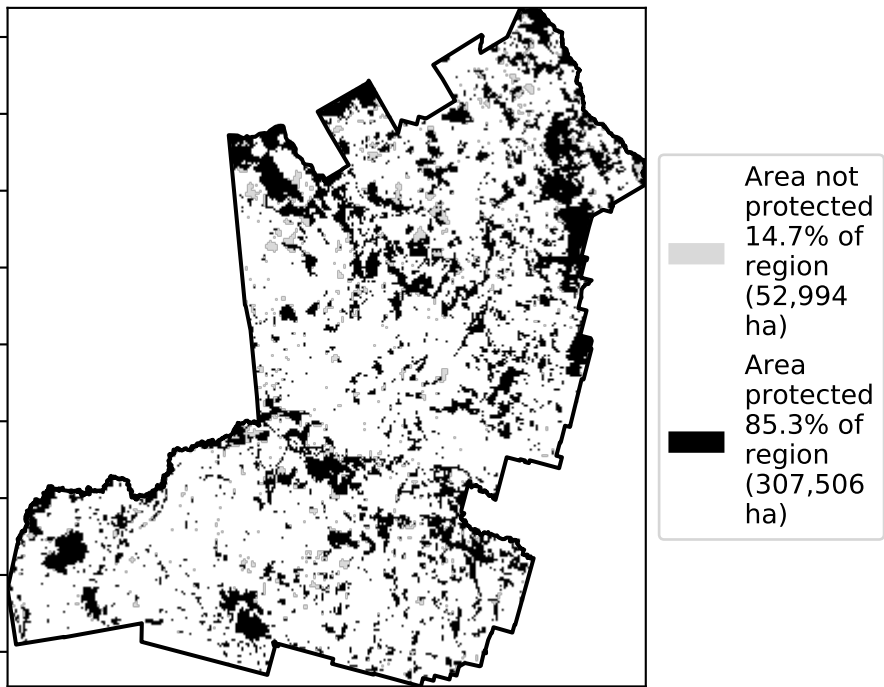 Area not
protected
14.7% of
region
(52,994
ha)
Area
protected
85.3% of
region
(307,506
ha)